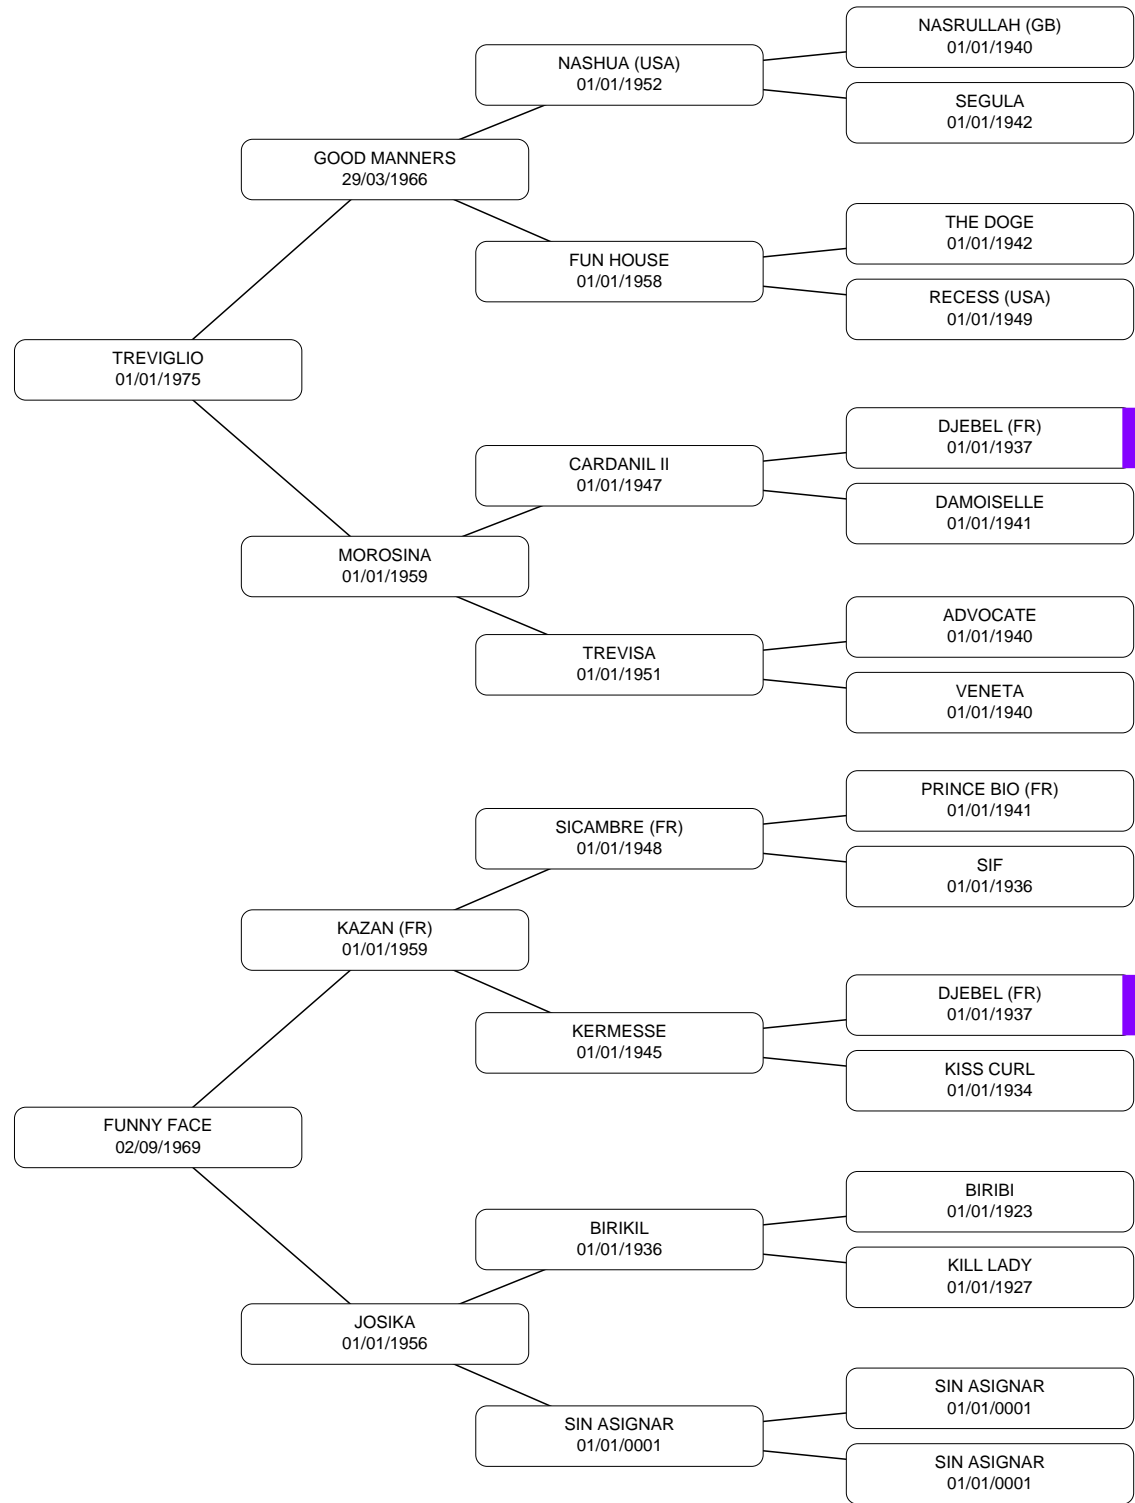 NASRULLAH (GB)
01/01/1940
NASHUA (USA)
01/01/1952
SEGULA
01/01/1942
GOOD MANNERS
29/03/1966
THE DOGE
01/01/1942
FUN HOUSE
01/01/1958
RECESS (USA)
01/01/1949
TREVIGLIO
01/01/1975
DJEBEL (FR)
01/01/1937
CARDANIL II
01/01/1947
DAMOISELLE
01/01/1941
MOROSINA
01/01/1959
ADVOCATE
01/01/1940
TREVISA
01/01/1951
VENETA
01/01/1940
PRINCE BIO (FR)
01/01/1941
SICAMBRE (FR)
01/01/1948
SIF
01/01/1936
KAZAN (FR)
01/01/1959
DJEBEL (FR)
01/01/1937
KERMESSE
01/01/1945
KISS CURL
01/01/1934
FUNNY FACE
02/09/1969
BIRIBI
01/01/1923
BIRIKIL
01/01/1936
KILL LADY
01/01/1927
JOSIKA
01/01/1956
SIN ASIGNAR
01/01/0001
SIN ASIGNAR
01/01/0001
SIN ASIGNAR
01/01/0001